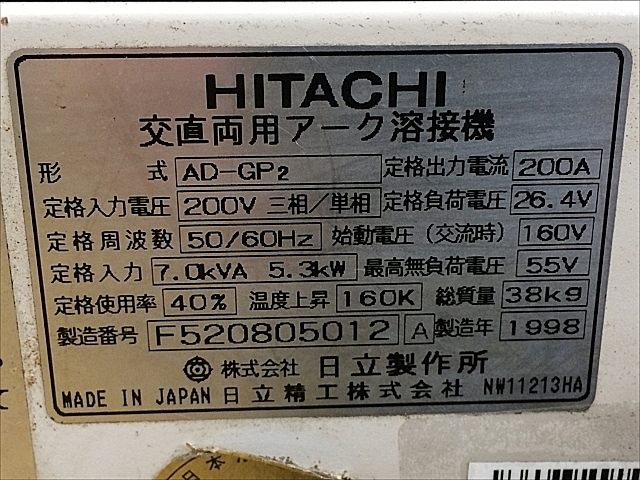 HITACHI
交直両用アーク溶接機
形 式 AD-GP2 定格出力電流 200A
定格入力電圧 200V 三相/単相 定格負荷電圧 26.4V
定格周波数 50/60Hz 始動電圧(交流時) 160V
定格入力 7.0kVA 5.3kW 最高無負荷電圧 55V
定格使用率 40% 温度上昇 160K 総質量 38kg
製造番号 F520805012 A 製造年 1998
株式会社 日立製作所
MADE IN JAPAN 日立精工株式会社 NW11213HA
日本